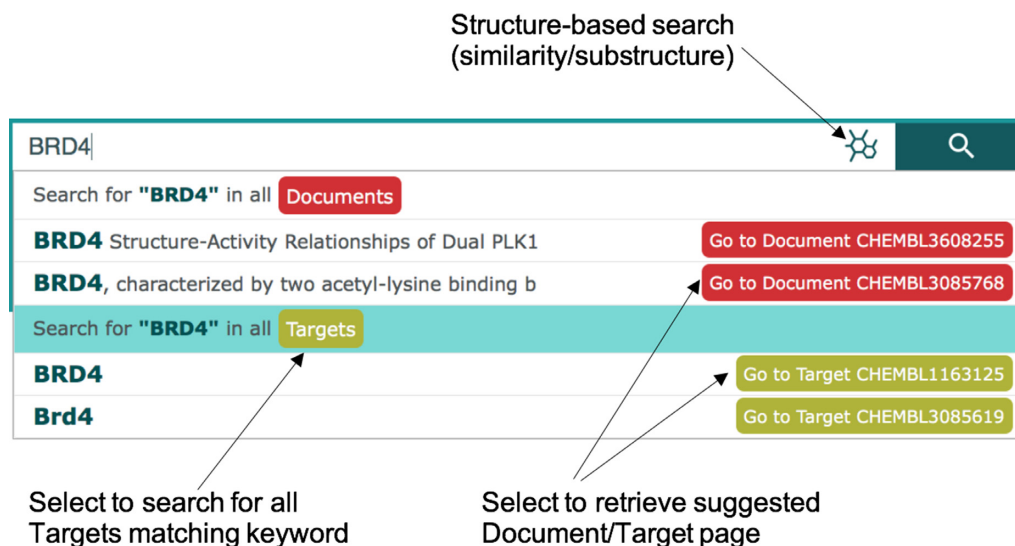 Structure-based search
(similarity/substructure)
BRD4
Search for "BRD4" in all Documents
BRD4 Structure-Activity Relationships of Dual PLK1 Go to Document CHEMBL3608255
BRD4, characterized by two acetyl-lysine binding b Go to Document CHEMBL3085768
Search for "BRD4" in all Targets
BRD4 Go to Target CHEMBL1163125
Brd4 Go to Target CHEMBL3085619
Select to search for all
Targets matching keyword
Select to retrieve suggested
Document/Target page